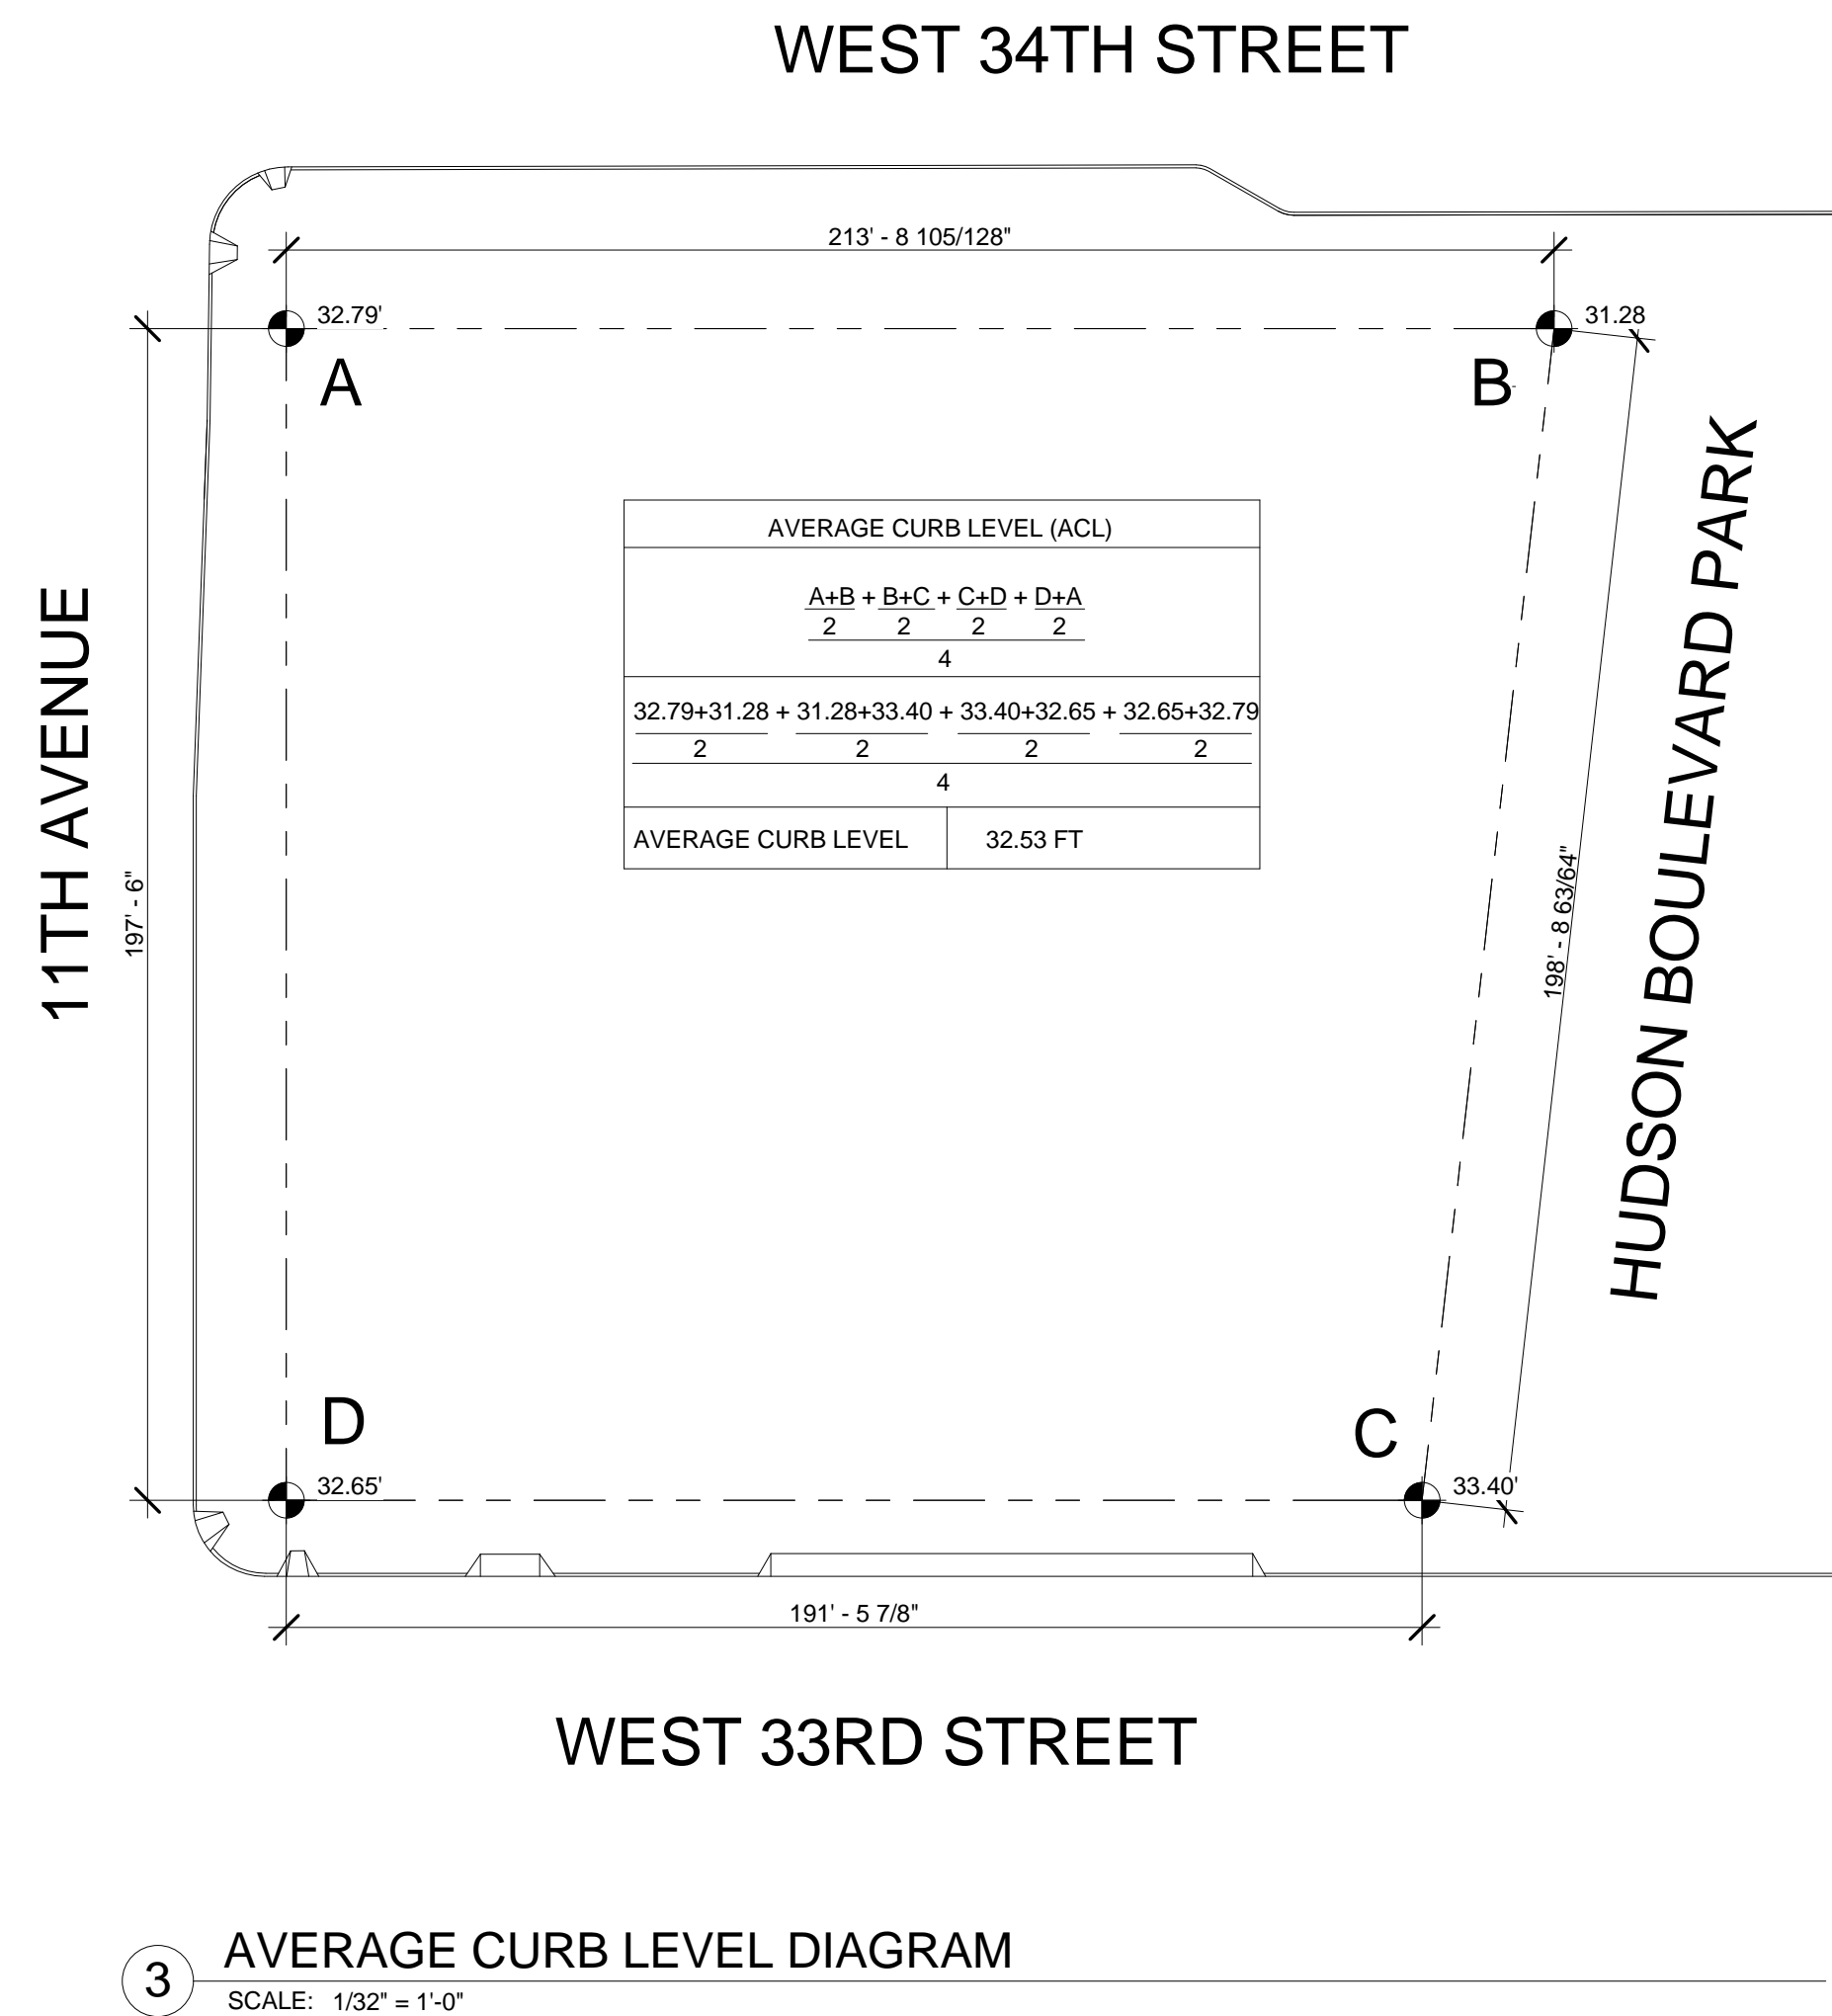 WEST 34TH STREET
213' - 8 105/128"
32.79'
31.28
A
B
AVERAGE CURB LEVEL (ACL)
A+B + B+C + C+D + D+A
2 2 2 2
4
32.79+31.28 + 31.28+33.40 + 33.40+32.65 + 32.65+32.79
2 2 2 2
4
AVERAGE CURB LEVEL 32.53 FT
11TH AVENUE
197' - 6"
198' - 8 63/64"
HUDSON BOULEVARD PARK
D
C
32.65'
33.40'
191' - 5 7/8"
WEST 33RD STREET
3 AVERAGE CURB LEVEL DIAGRAM
SCALE: 1/32" = 1'-0"